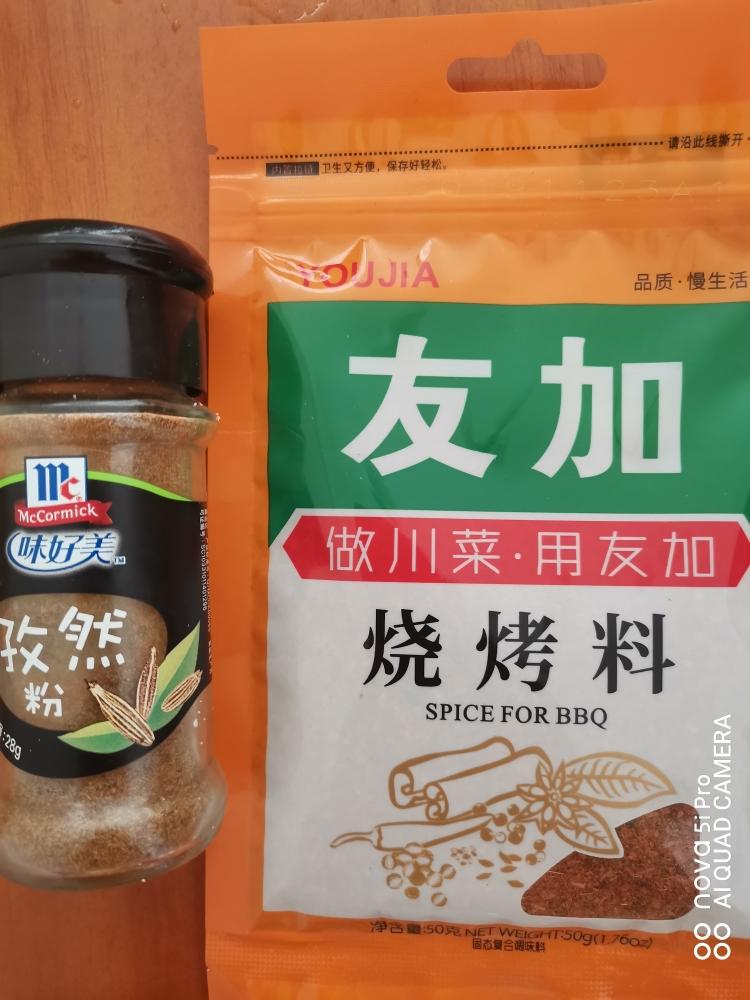 请沿此线撕开
卫生又方便，保存好轻松。
YOUJIA
品质·慢生活
友加
做川菜·用友加
烧烤料
SPICE FOR BBQ
净含量:50克 NET WEIGHT:50g(1.76oz)
固态复合调味料
Mc
McCormick
味好美™
孜然
粉
:28g
nova 5i Pro
AI QUAD CAMERA